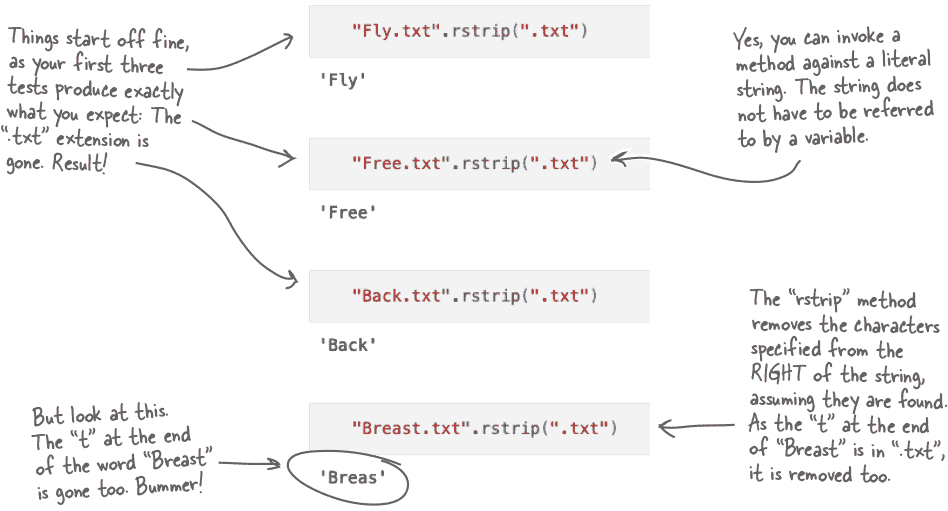 Things start off fine,
as your first three
tests produce exactly
what you expect: The
“.txt” extension is
gone. Result!
"Fly.txt".rstrip(".txt")
'Fly'
Yes, you can invoke a
method against a literal
string. The string does
not have to be referred
to by a variable.
"Free.txt".rstrip(".txt")
'Free'
"Back.txt".rstrip(".txt")
'Back'
The “rstrip” method
removes the characters
specified from the
RIGHT of the string,
assuming they are found.
As the “t” at the end
of “Breast” is in “.txt”,
it is removed too.
But look at this.
The “t” at the end
of the word “Breast”
is gone too. Bummer!
"Breast.txt".rstrip(".txt")
'Breas'